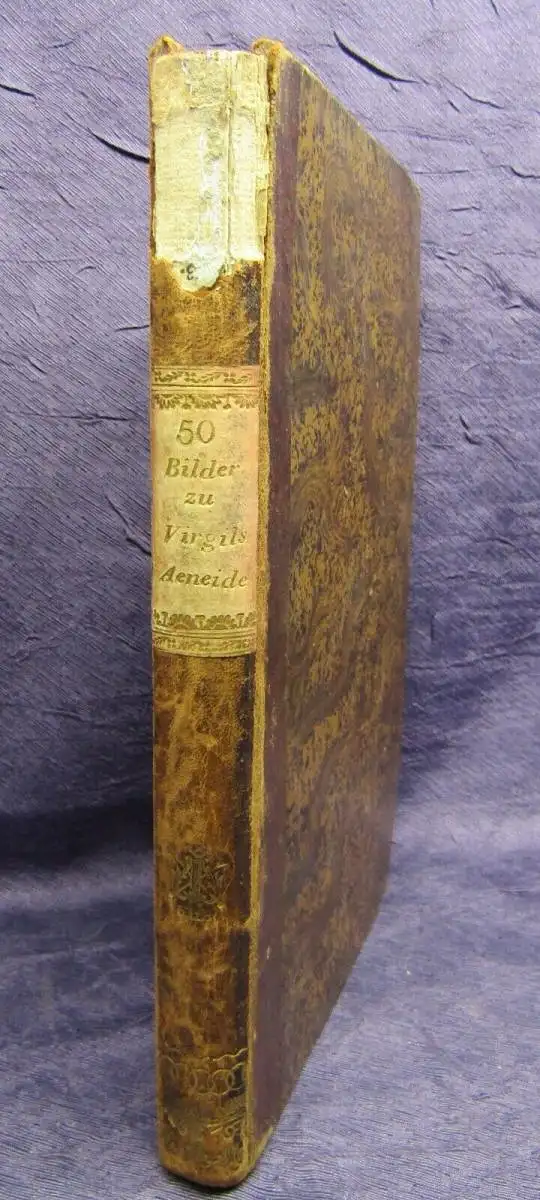 50
Bilder
zu
Virgils
Aeneide